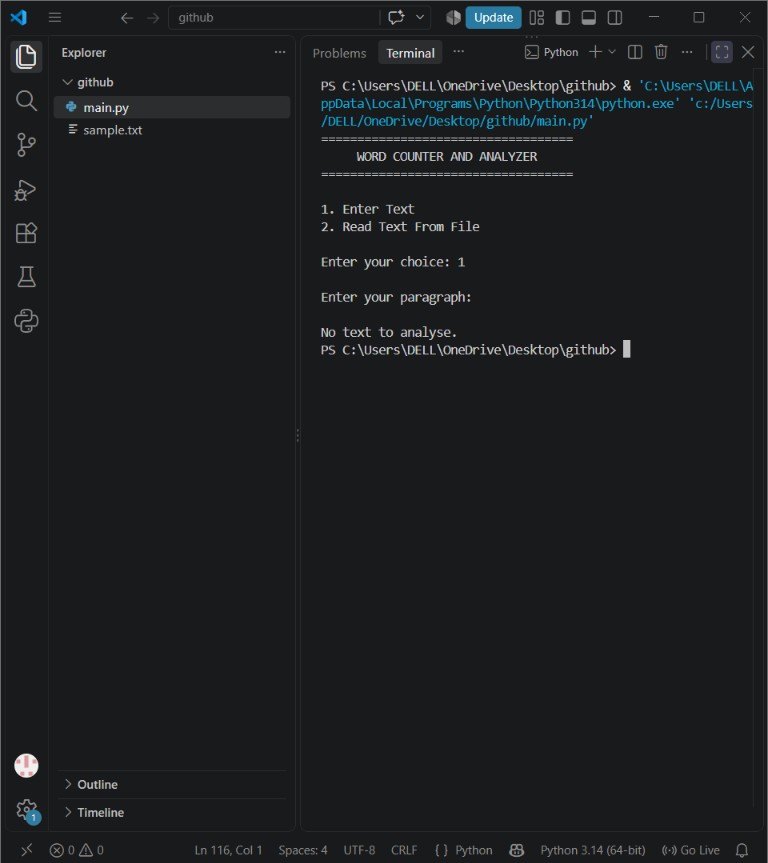 github
Update
Explorer
github
main.py
sample.txt
Outline
Timeline
Problems
Terminal
Python
PS C:\Users\DELL\OneDrive\Desktop\github> & 'C:\Users\DELL\A
ppData\Local\Programs\Python\Python314\python.exe' 'c:/Users
/DELL/OneDrive/Desktop/github/main.py'
===================================
WORD COUNTER AND ANALYZER
===================================
1. Enter Text
2. Read Text From File
Enter your choice: 1
Enter your paragraph:
No text to analyse.
PS C:\Users\DELL\OneDrive\Desktop\github>
1
0 0 Ln 116, Col 1 Spaces: 4 UTF-8 CRLF { } Python Python 3.14 (64-bit) Go Live